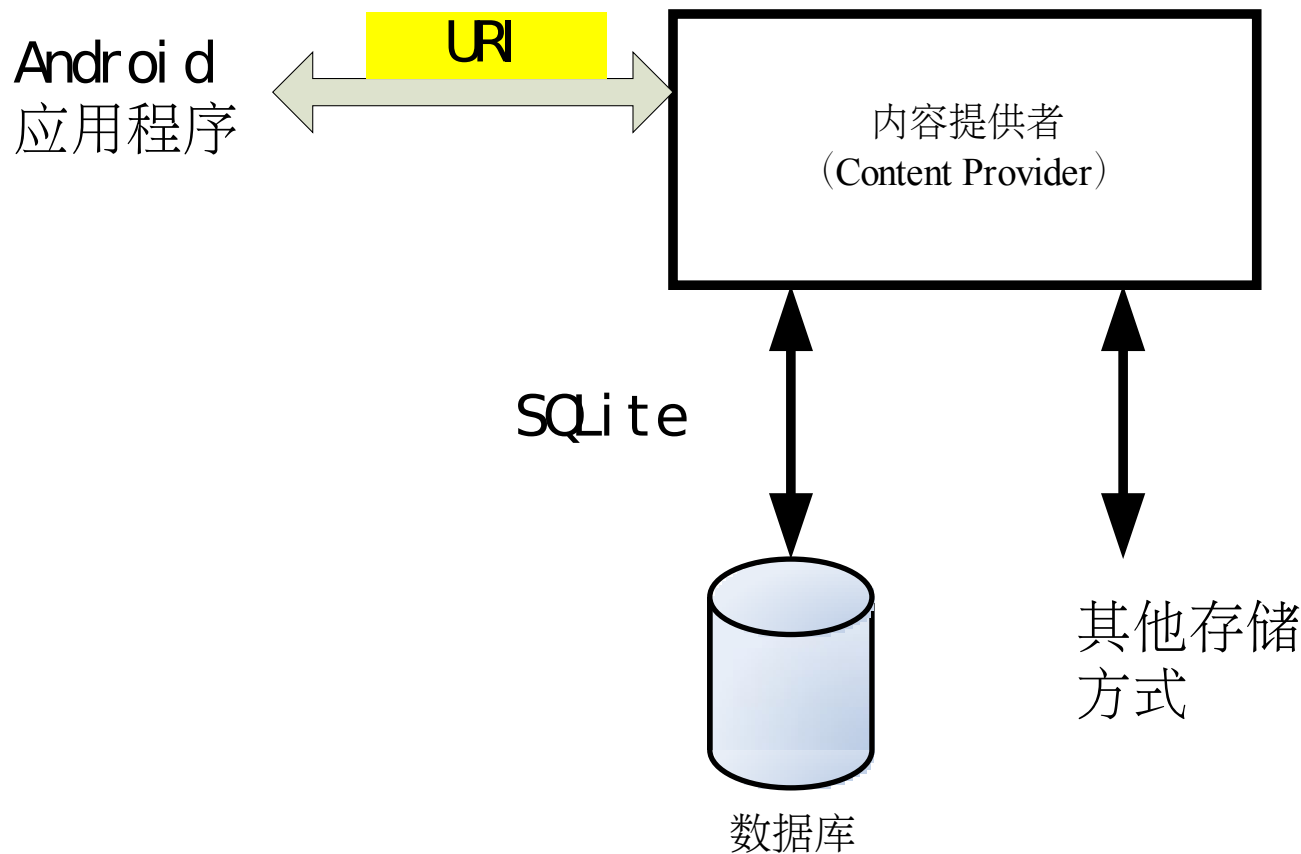 Android
应用程序
URI
内容提供者
（Content Provider）
SQLite
其他存储
方式
数据库